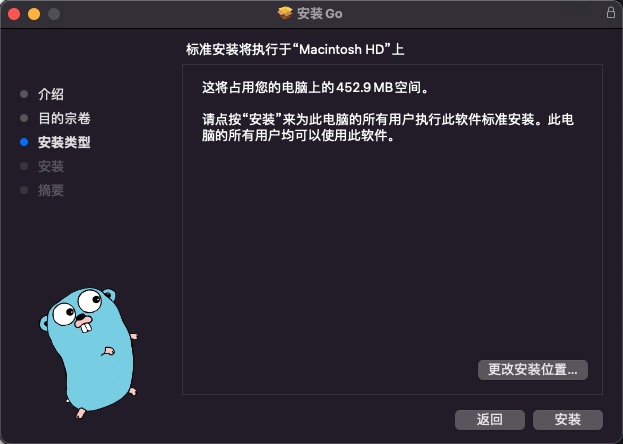 安装 Go
标准安装将执行于“Macintosh HD”上
介绍
目的宗卷
安装类型
安装
摘要
这将占用您的电脑上的 452.9 MB 空间。
请点按“安装”来为此电脑的所有用户执行此软件标准安装。此电
脑的所有用户均可以使用此软件。
更改安装位置...
返回
安装